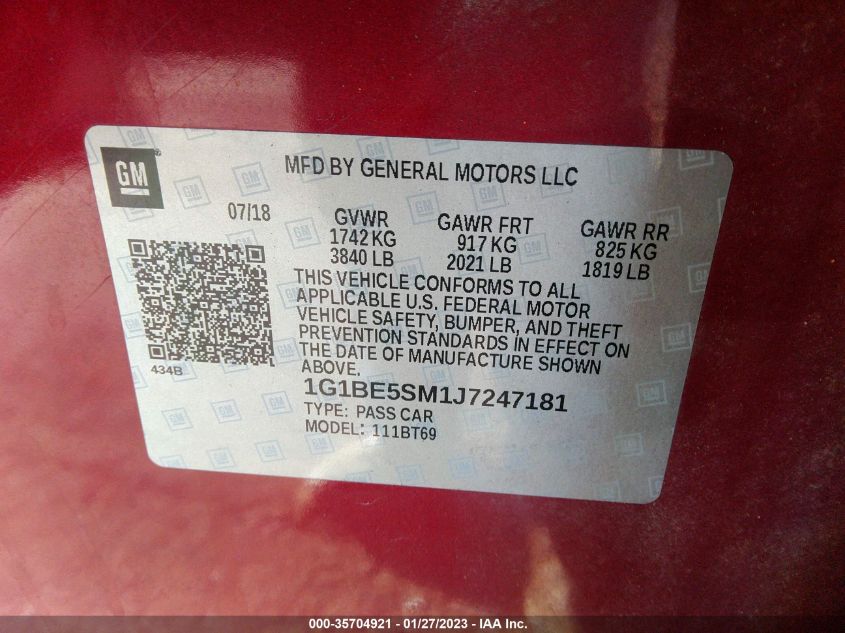 GM
MFD BY GENERAL MOTORS LLC
07/18 GVWR GAWR FRT GAWR RR
1742 KG 917 KG 825 KG
3840 LB 2021 LB 1819 LB
THIS VEHICLE CONFORMS TO ALL
APPLICABLE U.S. FEDERAL MOTOR
VEHICLE SAFETY, BUMPER, AND THEFT
PREVENTION STANDARDS IN EFFECT ON
THE DATE OF MANUFACTURE SHOWN
ABOVE.
434B
1G1BE5SM1J7247181
TYPE: PASS CAR
MODEL: 111BT69
000-35704921 - 01/27/2023 - IAA Inc.